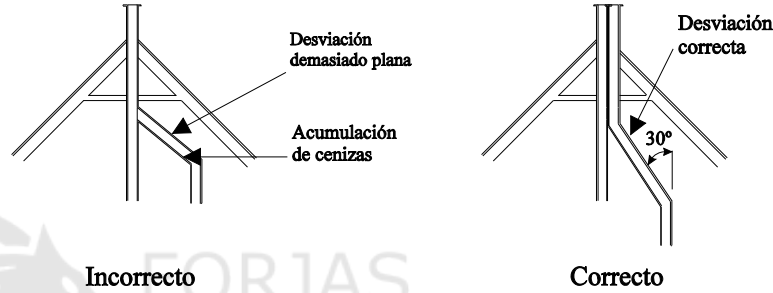 Desviación
demasiado plana
Acumulación
de cenizas
Incorrecto
Desviación
correcta
30º
Correcto
FORJAS